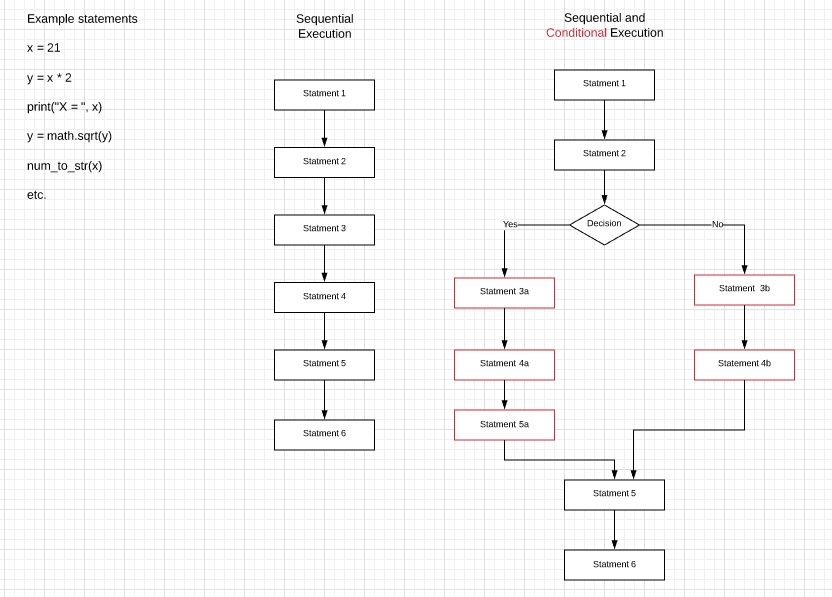 Example statements
x = 21
y = x * 2
print("X = ", x)
y = math.sqrt(y)
num_to_str(x)
etc.
Sequential
Execution
Statment 1
Statment 2
Statment 3
Statment 4
Statment 5
Statment 6
Sequential and
Conditional Execution
Statment 1
Statment 2
Decision
Yes
No
Statment 3a
Statment 3b
Statment 4a
Statement 4b
Statment 5a
Statment 5
Statment 6